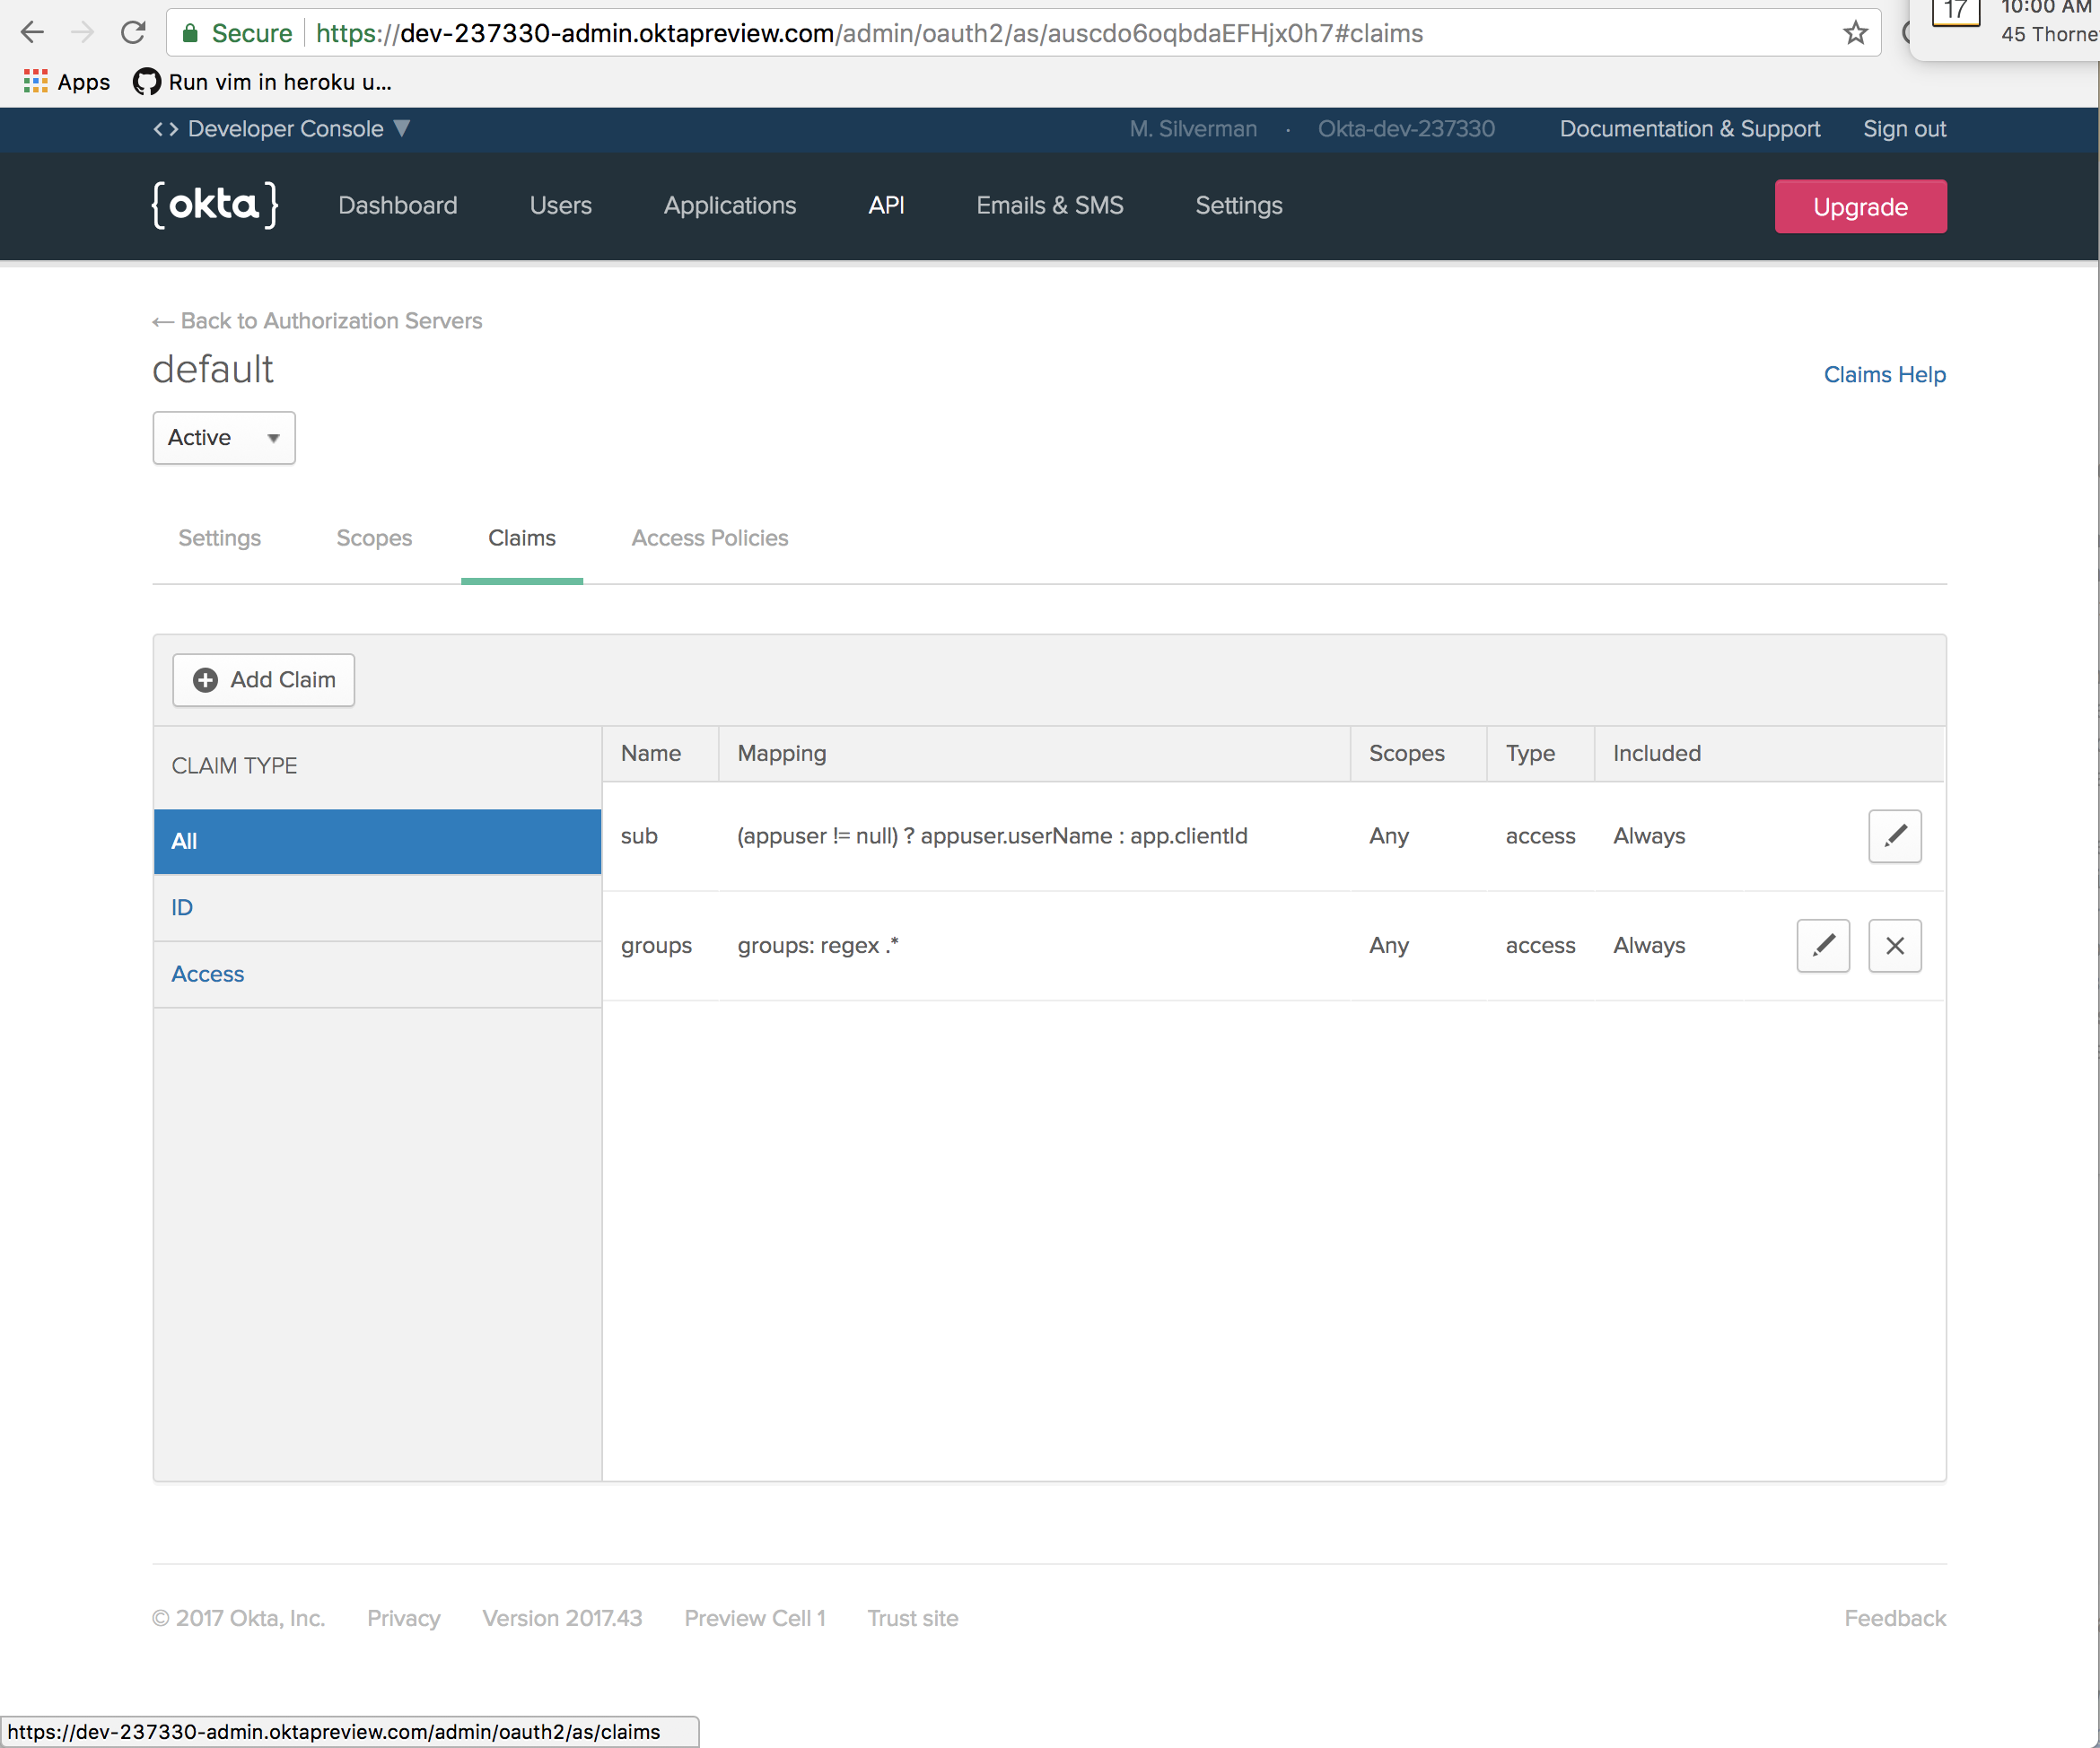 Secure https://dev-237330-admin.oktapreview.com/admin/oauth2/as/auscdo6oqbdaEFHjx0h7#claims
17 10:00 AM
45 Thorne
Apps Run vim in heroku u...
<> Developer Console ▼ M. Silverman · Okta-dev-237330 Documentation & Support Sign out
{okta} Dashboard Users Applications API Emails & SMS Settings Upgrade
← Back to Authorization Servers
default
Claims Help
Active
Settings Scopes Claims Access Policies
Add Claim
CLAIM TYPE
All
ID
Access
Name Mapping Scopes Type Included
sub (appuser != null) ? appuser.userName : app.clientId Any access Always
groups groups: regex .* Any access Always
© 2017 Okta, Inc. Privacy Version 2017.43 Preview Cell 1 Trust site Feedback
https://dev-237330-admin.oktapreview.com/admin/oauth2/as/claims